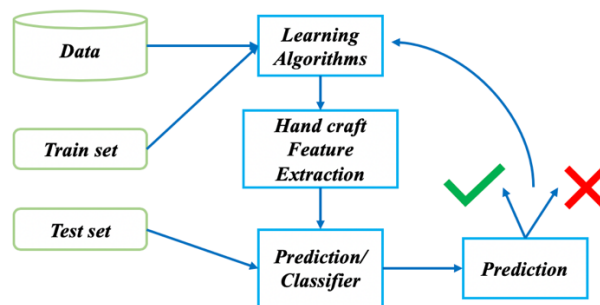 Data
Learning
Algorithms
Train set
Hand craft
Feature
Extraction
Test set
Prediction/
Classifier
Prediction